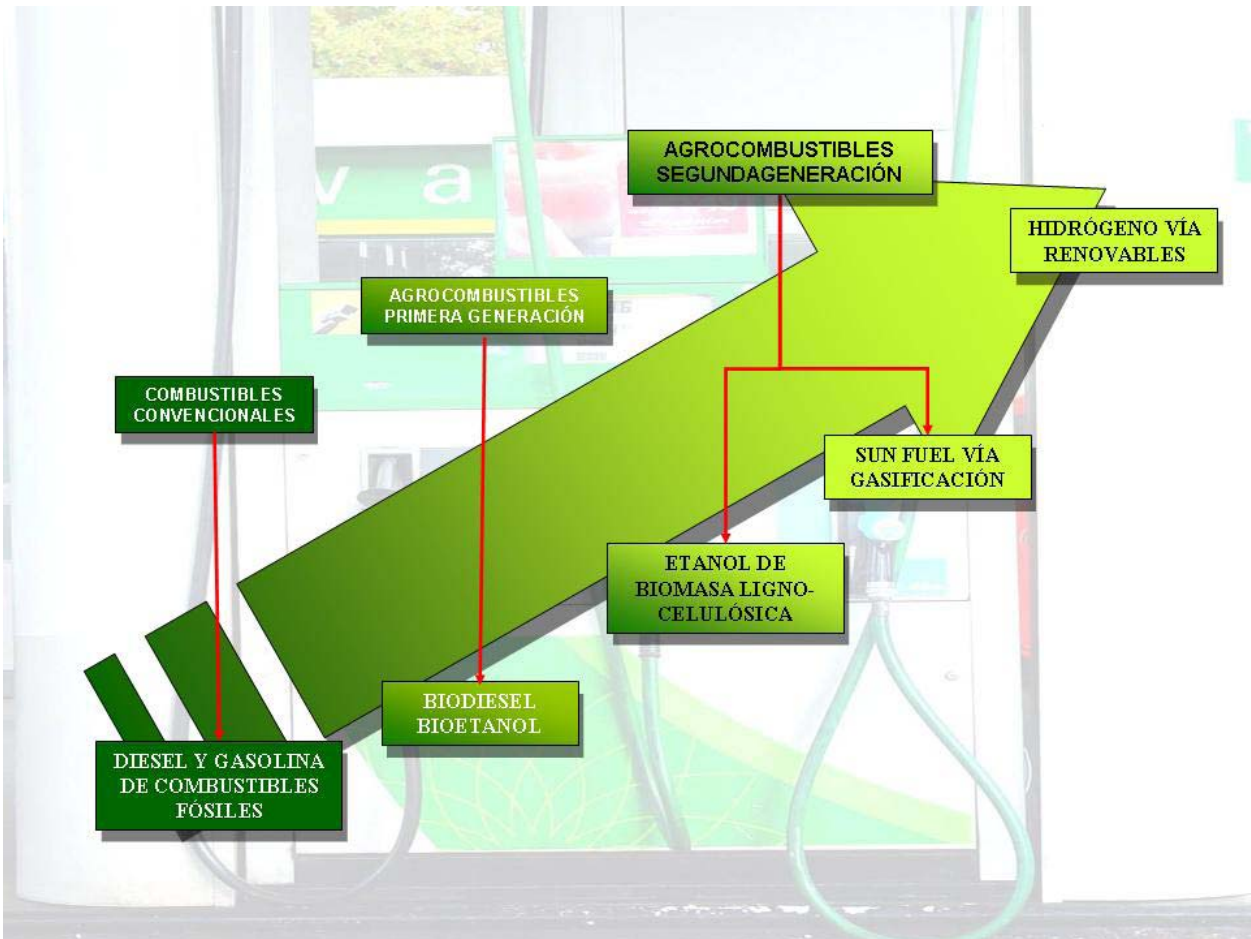 AGROCOMBUSTIBLES
SEGUNDAGENERACIÓN
HIDRÓGENO VÍA
RENOVABLES
AGROCOMBUSTIBLES
PRIMERA GENERACIÓN
COMBUSTIBLES
CONVENCIONALES
SUN FUEL VÍA
GASIFICACIÓN
ETANOL DE
BIOMASA LIGNO-
CELULÓSICA
BIODIESEL
BIOETANOL
DIESEL Y GASOLINA
DE COMBUSTIBLES
FÓSILES
v a